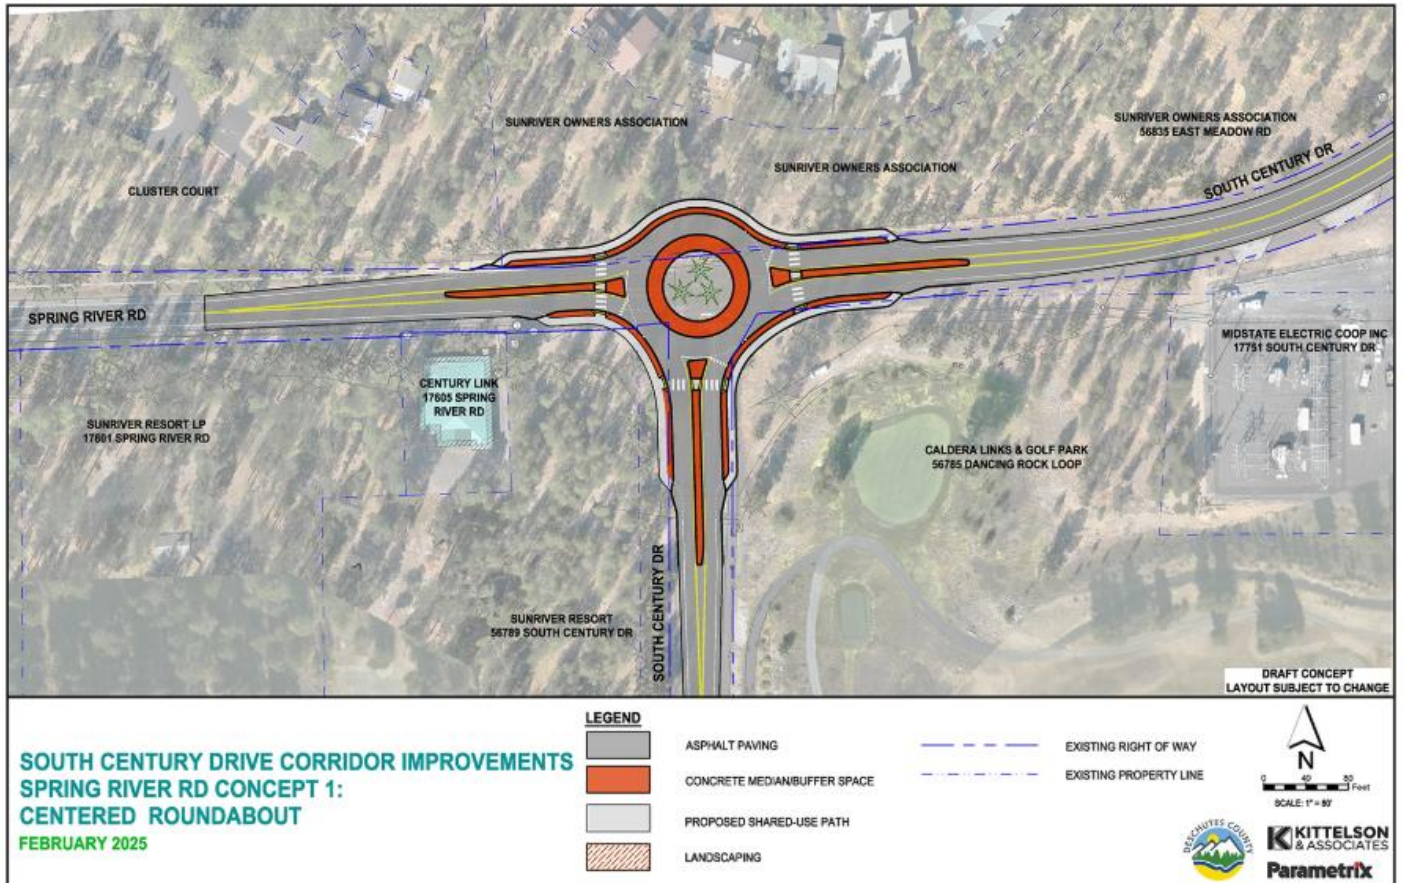 SUNRIVER OWNERS ASSOCIATION
56835 EAST MEADOW RD
SUNRIVER OWNERS ASSOCIATION
SUNRIVER OWNERS ASSOCIATION
SOUTH CENTURY DR
CLUSTER COURT
SPRING RIVER RD
MIDSTATE ELECTRIC COOP INC
17751 SOUTH CENTURY DR
CENTURY LINK
17605 SPRING
RIVER RD
SUNRIVER RESORT LP
17601 SPRING RIVER RD
CALDERA LINKS & GOLF PARK
56785 DANCING ROCK LOOP
SUNRIVER RESORT
56789 SOUTH CENTURY DR
SOUTH CENTURY DR
DRAFT CONCEPT
LAYOUT SUBJECT TO CHANGE
SOUTH CENTURY DRIVE CORRIDOR IMPROVEMENTS
SPRING RIVER RD CONCEPT 1:
CENTERED ROUNDABOUT
FEBRUARY 2025
LEGEND
ASPHALT PAVING
CONCRETE MEDIAN/BUFFER SPACE
PROPOSED SHARED-USE PATH
LANDSCAPING
EXISTING RIGHT OF WAY
EXISTING PROPERTY LINE
N
0 40 80
Feet
SCALE: 1" = 80'
DESCHUTES COUNTY
KITTELSON
& ASSOCIATES
Parametrix